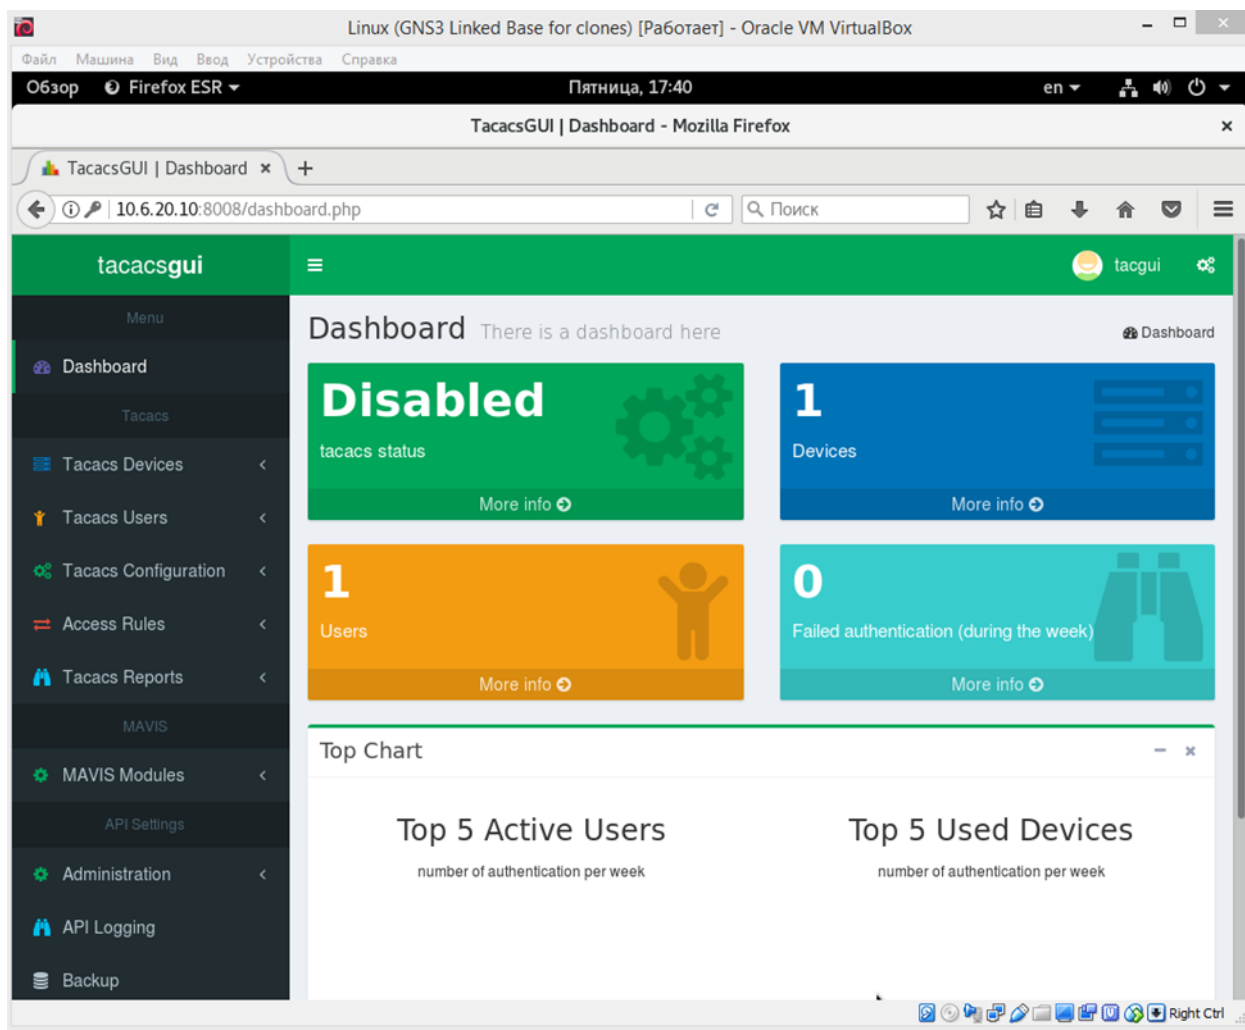 Linux (GNS3 Linked Base for clones) [Работает] - Oracle VM VirtualBox
Файл Машина Вид Ввод Устройства Справка
Обзор Firefox ESR Пятница, 17:40 en
TacacsGUI | Dashboard - Mozilla Firefox
TacacsGUI | Dashboard
10.6.20.10:8008/dashboard.php Поиск
tacacsgui tacgui
Menu
Dashboard There is a dashboard here Dashboard
Dashboard
Disabled
tacacs status
More info
1
Devices
More info
Tacacs
Tacacs Devices
Tacacs Users
Tacacs Configuration
Access Rules
Tacacs Reports
1
Users
More info
0
Failed authentication (during the week)
More info
MAVIS
MAVIS Modules
API Settings
Administration
API Logging
Backup
Top Chart
Top 5 Active Users
number of authentication per week
Top 5 Used Devices
number of authentication per week
Right Ctrl